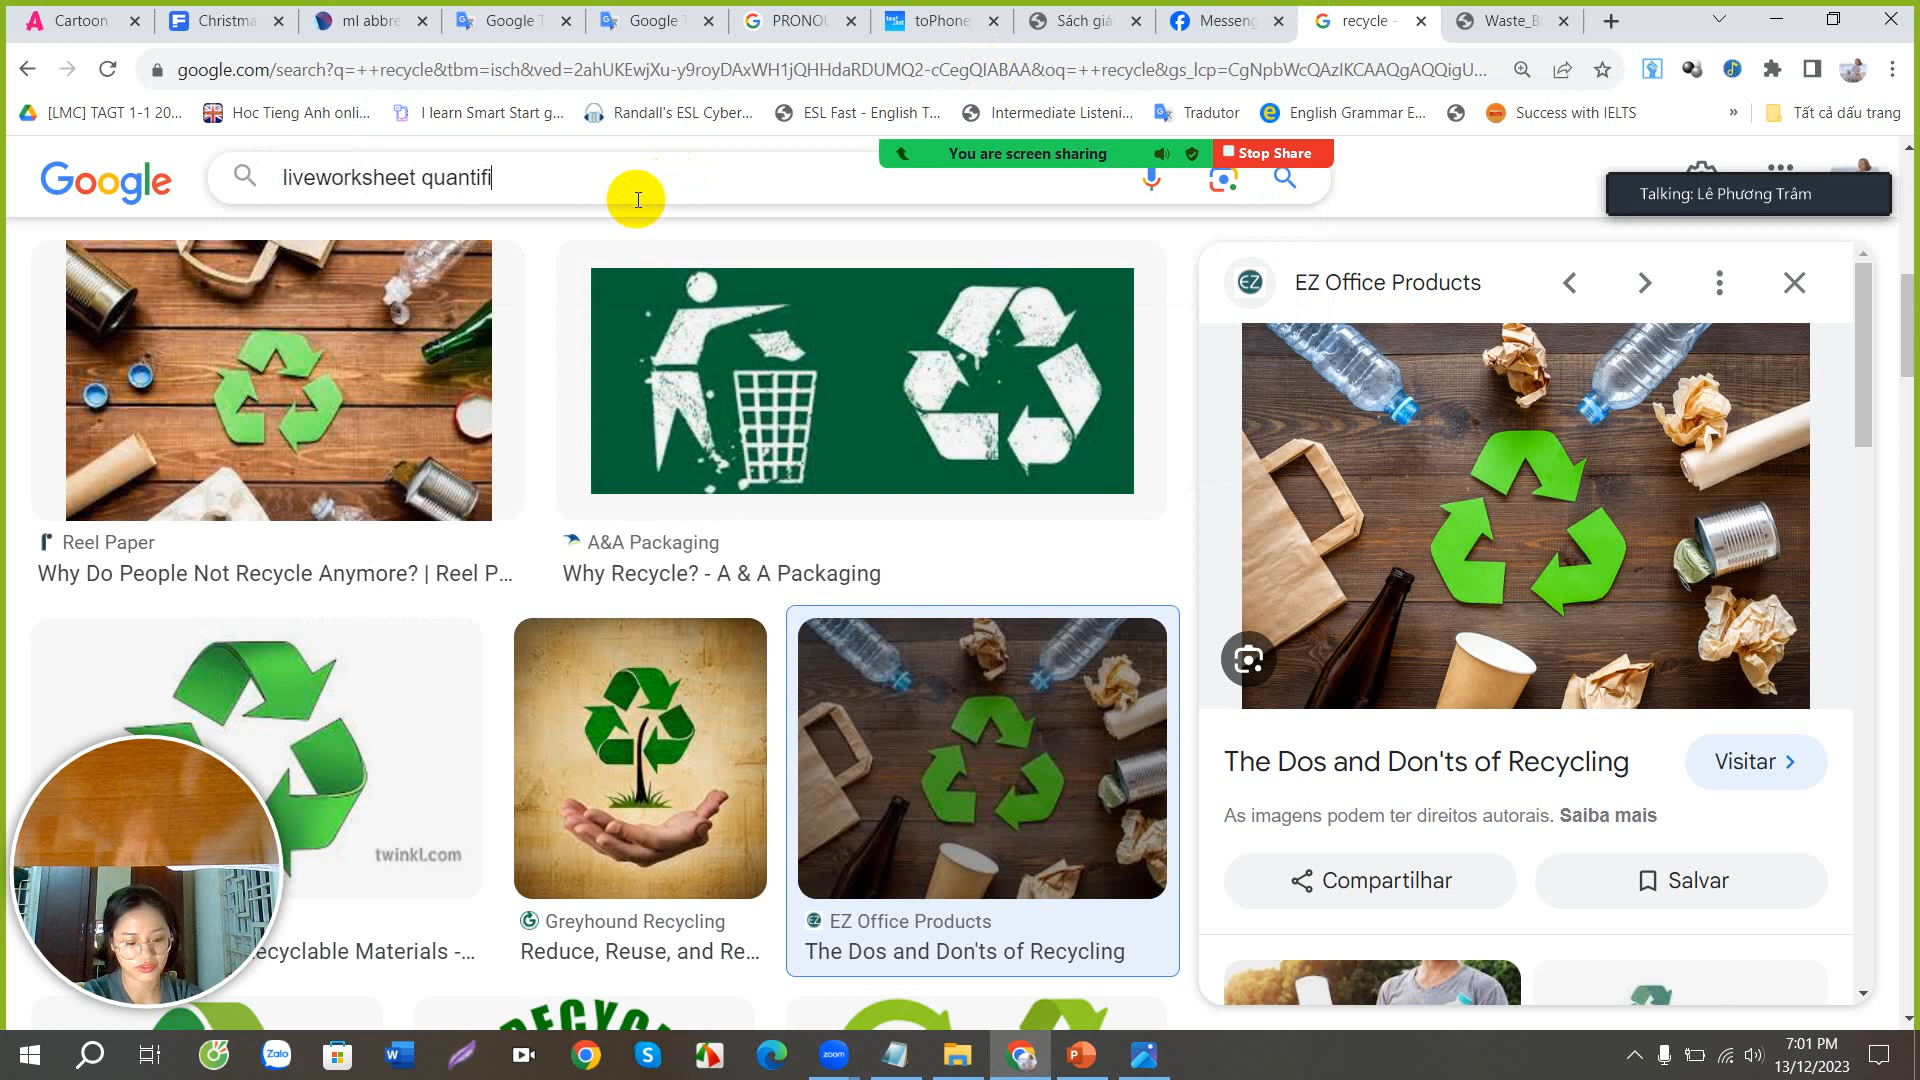 Cartoon
Christma
ml abbre
Google T
Google T
PRONOU
toPhone
Sách giá
Messeng
recycle -
Waste_B
google.com/search?q=++recycle&tbm=isch&ved=2ahUKEwjXu-y9royDAxWH1jQHHdaRDUMQ2-cCegQIABAA&oq=++recycle&gs_lcp=CgNpbWcQAzIKCAAQgAQQigU...
[LMC] TAGT 1-1 20...
Hoc Tieng Anh onli...
I learn Smart Start g...
Randall's ESL Cyber...
ESL Fast - English T...
Intermediate Listeni...
Tradutor
English Grammar E...
Success with IELTS
»
Tất cả dấu trang
You are screen sharing
Stop Share
Google
liveworksheet quantifi
Talking: Lê Phương Trâm
EZ
EZ Office Products
Reel Paper
Why Do People Not Recycle Anymore? | Reel P...
A&A Packaging
Why Recycle? - A & A Packaging
The Dos and Don'ts of Recycling
Visitar
As imagens podem ter direitos autorais. Saiba mais
twinkl.com
Compartilhar
Salvar
Greyhound Recycling
EZ Office Products
ecyclable Materials -...
Reduce, Reuse, and Re...
The Dos and Don'ts of Recycling
RECYC
Zalo
zoom
7:01 PM
13/12/2023